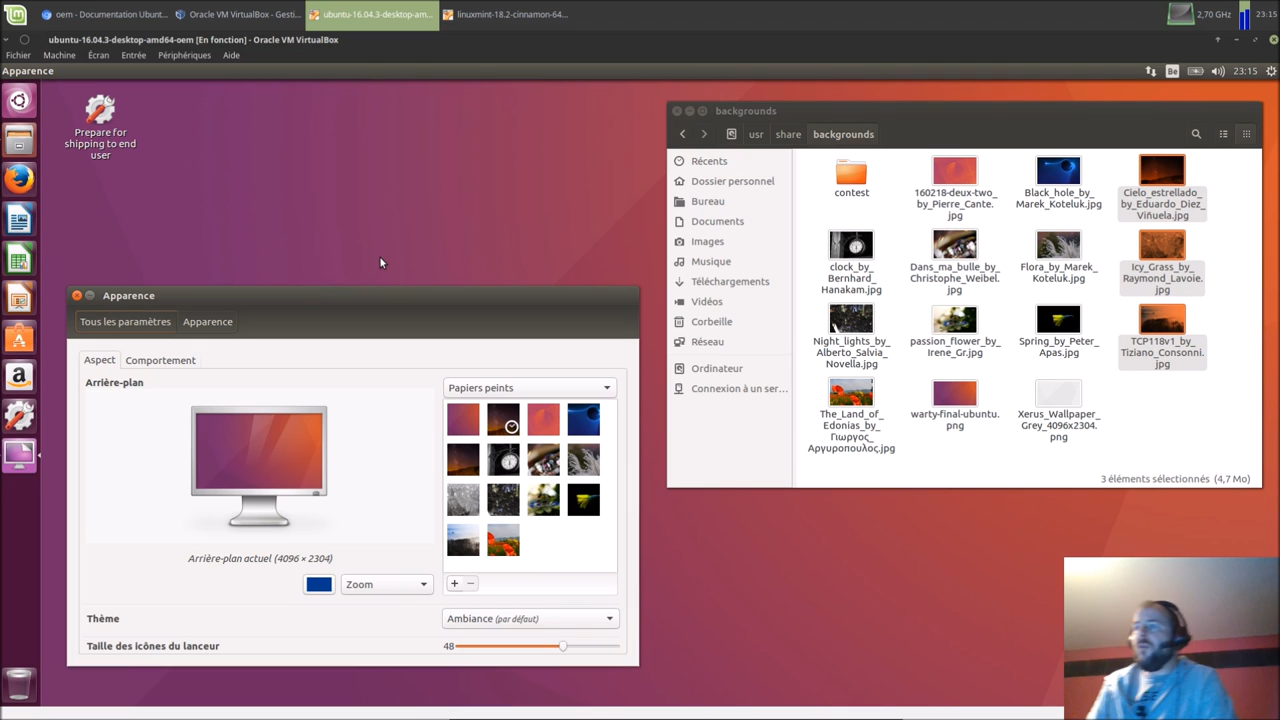 oem - Documentation Ubuntu...
Oracle VM VirtualBox - Gesti...
ubuntu-16.04.3-desktop-am...
linuxmint-18.2-cinnamon-64...
2,70 GHz
23:15
ubuntu-16.04.3-desktop-amd64-oem [En fonction] - Oracle VM VirtualBox
Fichier Machine Écran Entrée Périphériques Aide
Apparence
Be
23:15
Prepare for
shipping to end
user
backgrounds
usr share backgrounds
Récents
Dossier personnel
Bureau
Documents
Images
Musique
Téléchargements
Vidéos
Corbeille
Réseau
Ordinateur
Connexion à un ser...
contest
160218-deux-two_
by_Pierre_Cante.
jpg
Black_hole_by_
Marek_Koteluk.jpg
Cielo_estrellado_
by_Eduardo_Diez_
Viñuela.jpg
clock_by_
Bernhard_
Hanakam.jpg
Dans_ma_bulle_by_
Christophe_Weibel.
jpg
Flora_by_Marek_
Koteluk.jpg
Icy_Grass_by_
Raymond_Lavoie.
jpg
Night_lights_by_
Alberto_Salvia_
Novella.jpg
passion_flower_by_
Irene_Gr.jpg
Spring_by_Peter_
Apas.jpg
TCP118v1_by_
Tiziano_Consonni.
jpg
The_Land_of_
Edonias_by_
Γιωργος_
Αργυροπουλος.jpg
warty-final-ubuntu.
png
Xerus_Wallpaper_
Grey_4096x2304.
png
3 éléments sélectionnés (4,7 Mo)
Apparence
Tous les paramètres Apparence
Aspect Comportement
Arrière-plan
Papiers peints
Arrière-plan actuel (4096 × 2304)
Zoom
+ −
Thème
Ambiance (par défaut)
Taille des icônes du lanceur
48